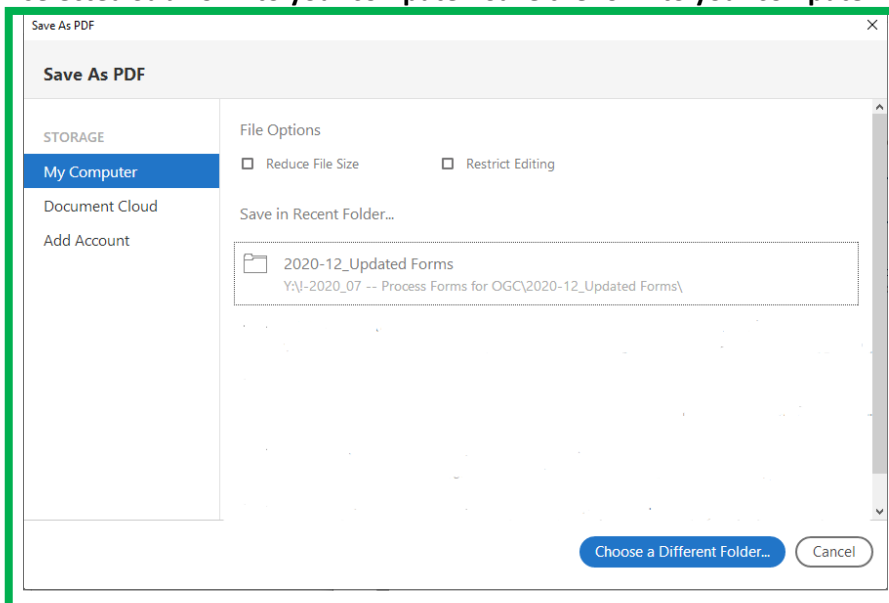 Save As PDF
Save As PDF
STORAGE
My Computer
Document Cloud
Add Account
File Options
Reduce File Size Restrict Editing
Save in Recent Folder...
2020-12_Updated Forms
Y:\!-2020_07 -- Process Forms for OGC\2020-12_Updated Forms\
Choose a Different Folder... Cancel